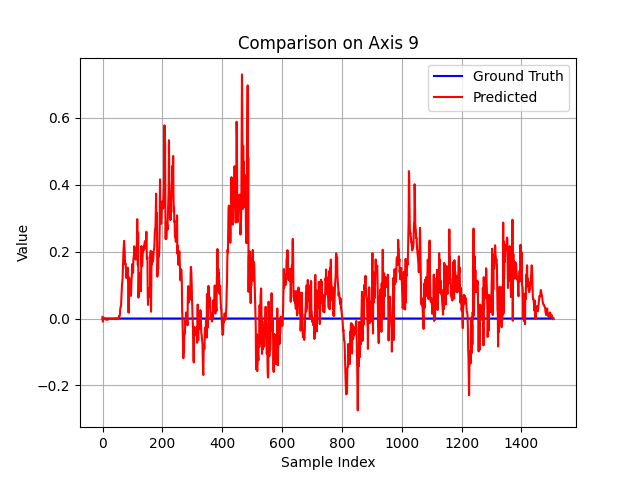 Comparison on Axis 9
Ground Truth
Predicted
0.6
0.4
0.2
0.0
−0.2
Value
0 200 400 600 800 1000 1200 1400
Sample Index